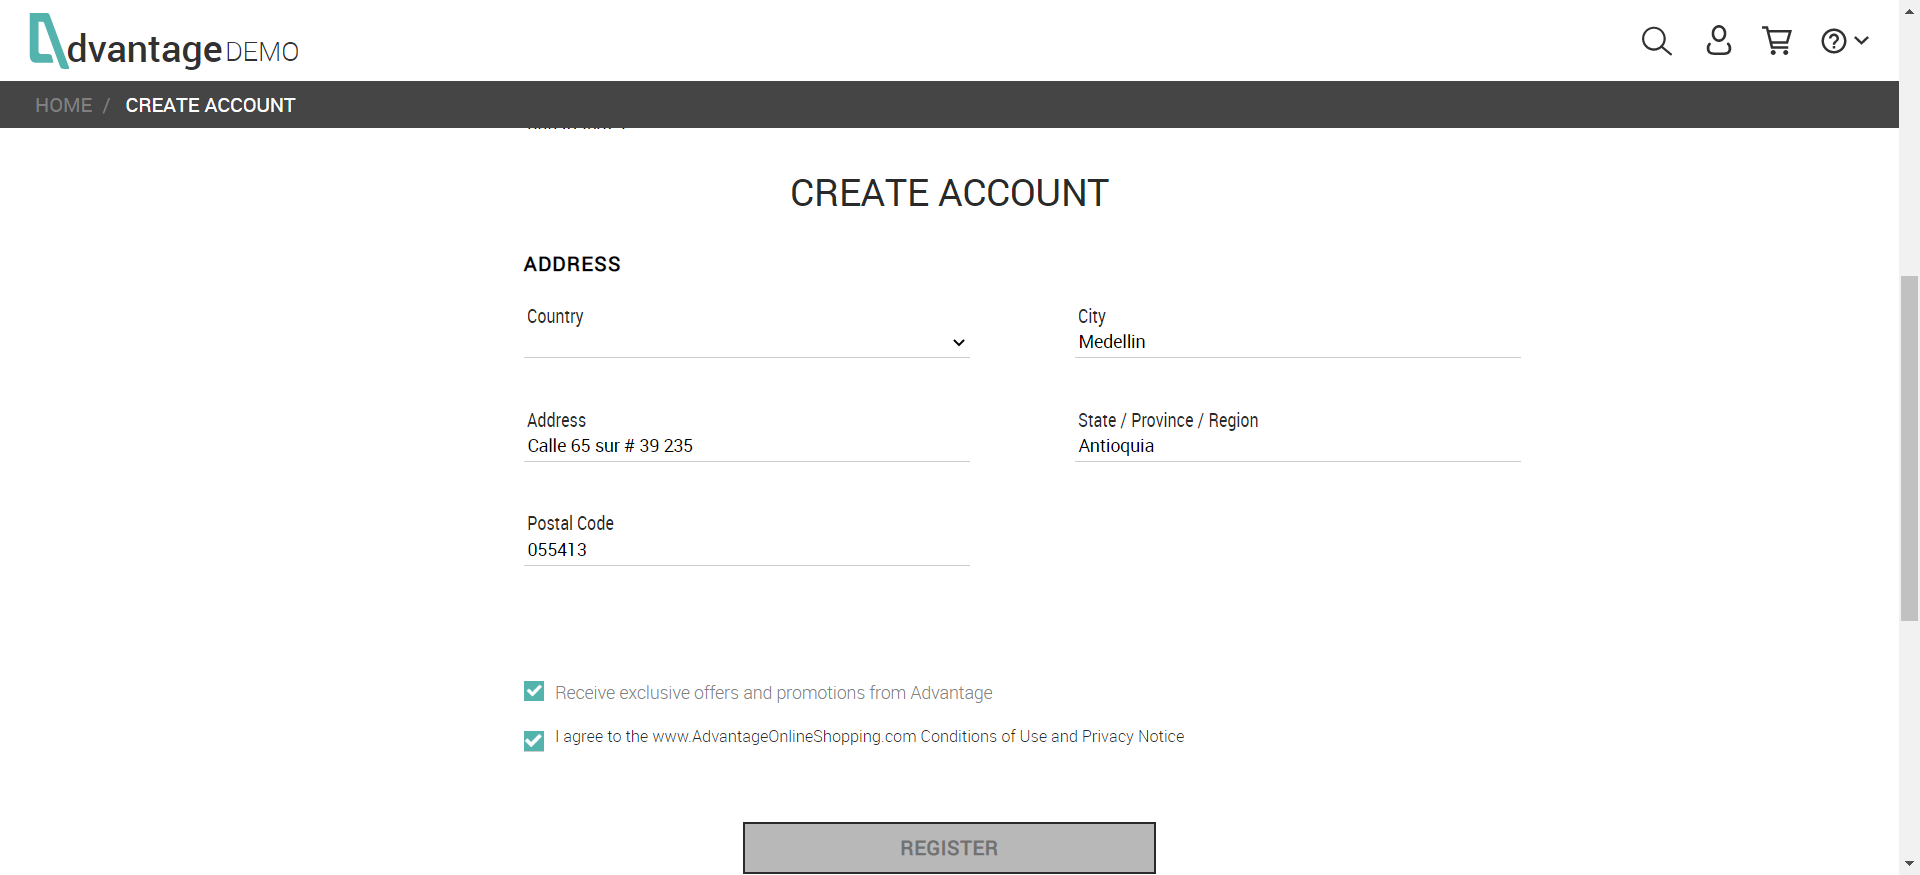 dvantage DEMO
HOME / CREATE ACCOUNT
CREATE ACCOUNT
ADDRESS
Country
City
Medellin
Address
Calle 65 sur # 39 235
State / Province / Region
Antioquia
Postal Code
055413
Receive exclusive offers and promotions from Advantage
I agree to the www.AdvantageOnlineShopping.com Conditions of Use and Privacy Notice
REGISTER